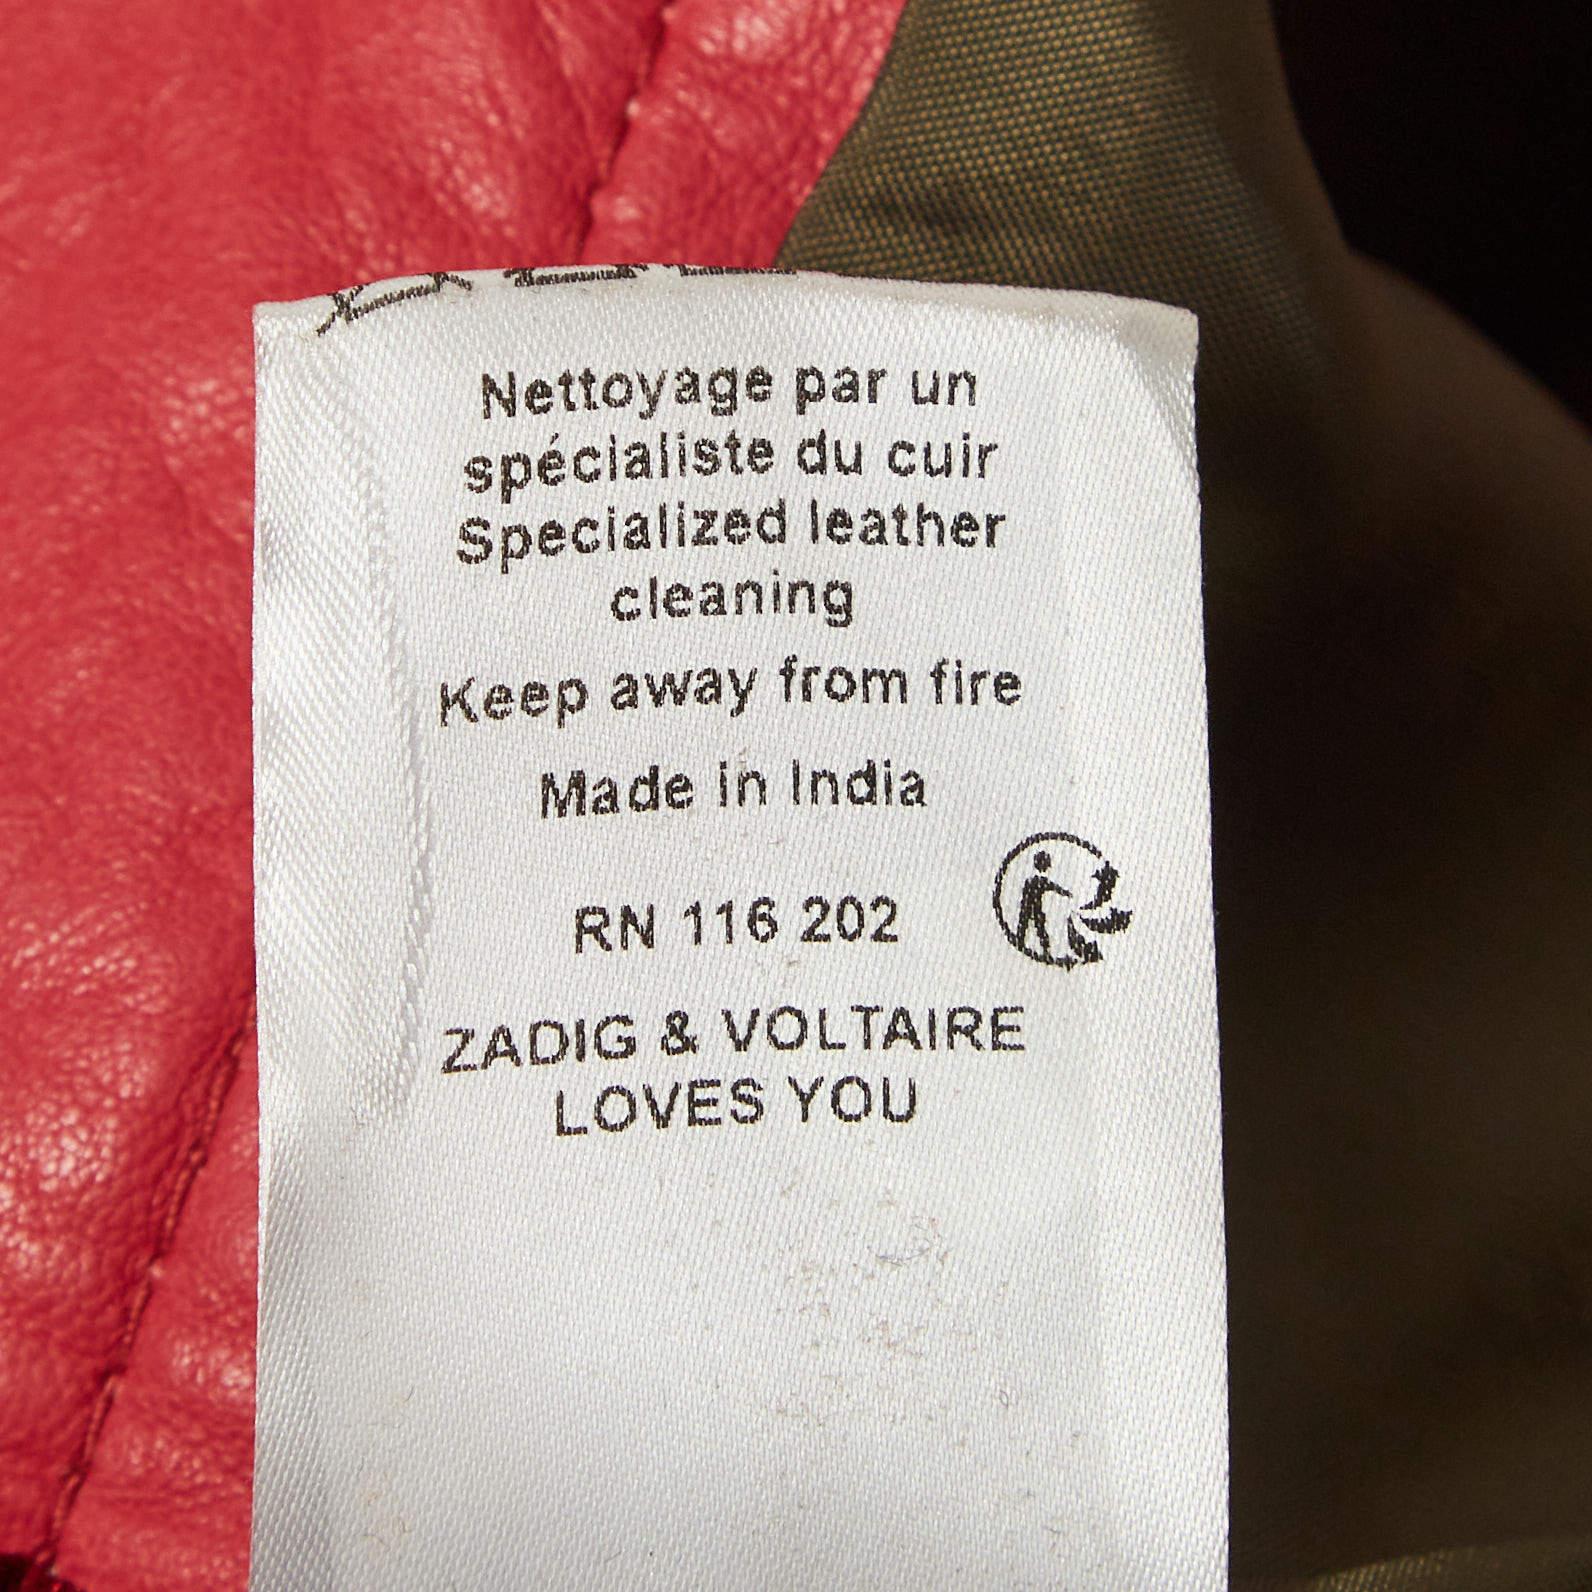 Nettoyage par un
spécialiste du cuir
Specialized leather
cleaning
Keep away from fire
Made in India
RN 116 202
ZADIG & VOLTAIRE
LOVES YOU